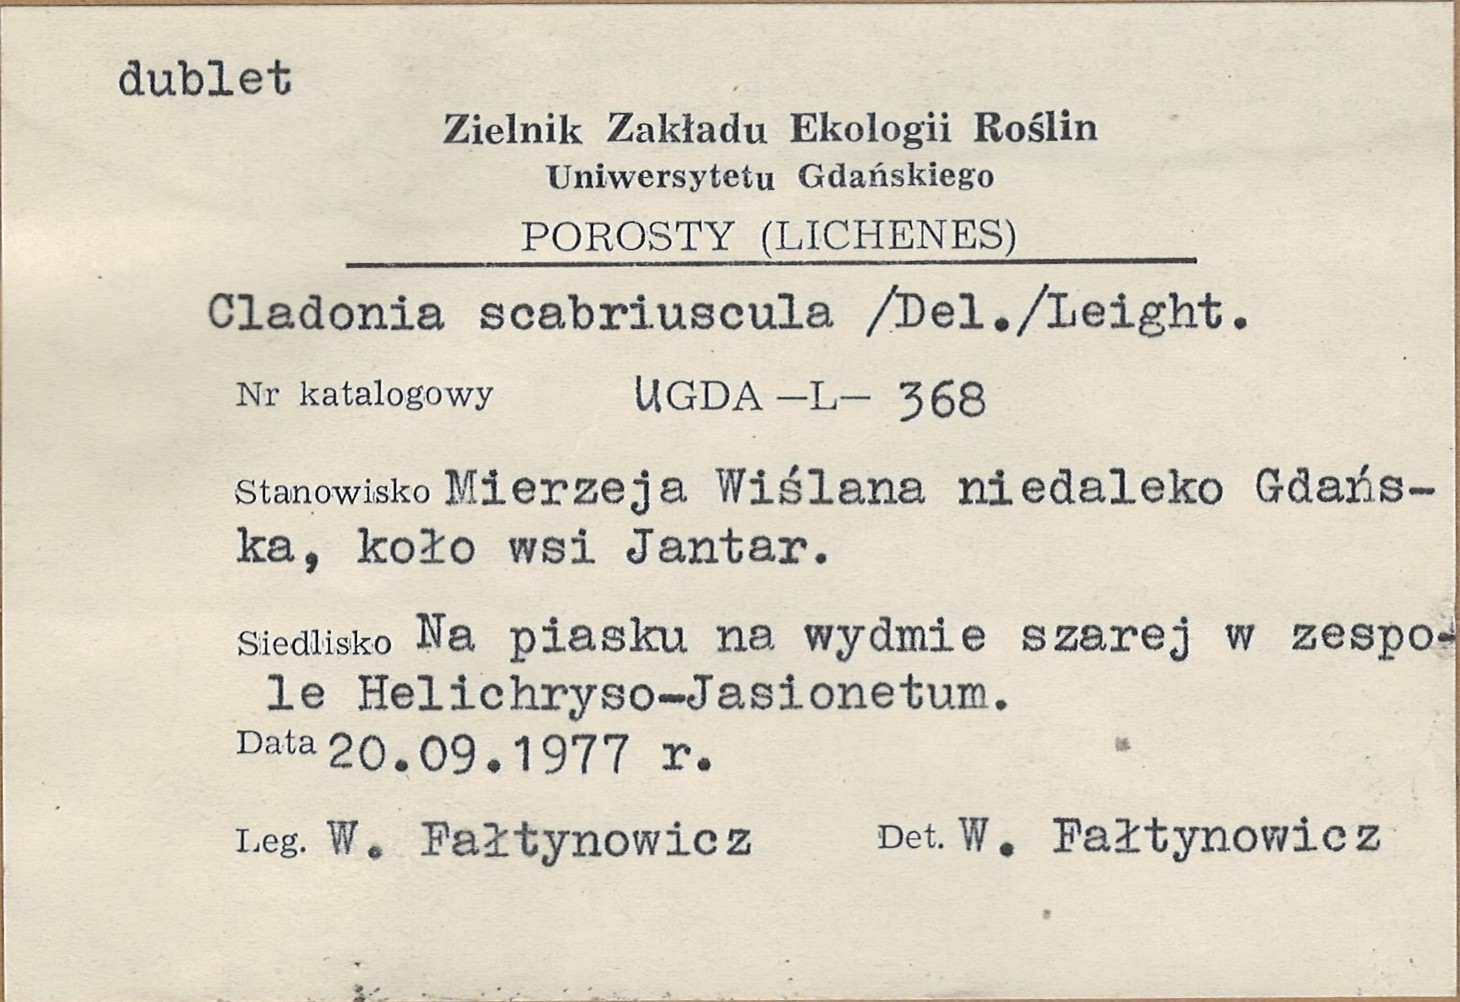 dublet
Zielnik Zakładu Ekologii Roślin
Uniwersytetu Gdańskiego
POROSTY (LICHENES)
Cladonia scabriuscula /Del./Leight.
Nr katalogowy UGDA -L- 368
Stanowisko Mierzeja Wiślana niedaleko Gdańs-
ka, koło wsi Jantar.
Siedlisko Na piasku na wydmie szarej w zespo-
le Helichryso-Jasionetum.
Data 20.09.1977 r.
Leg. W. Fałtynowicz Det. W. Fałtynowicz